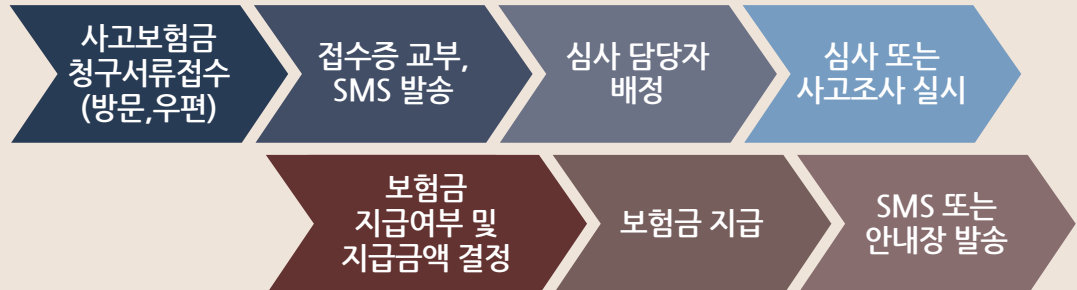 사고보험금
청구서류접수
(방문,우편)
접수증 교부,
SMS 발송
심사 담당자
배정
심사 또는
사고조사 실시
보험금
지급여부 및
지급금액 결정
보험금 지급
SMS 또는
안내장 발송